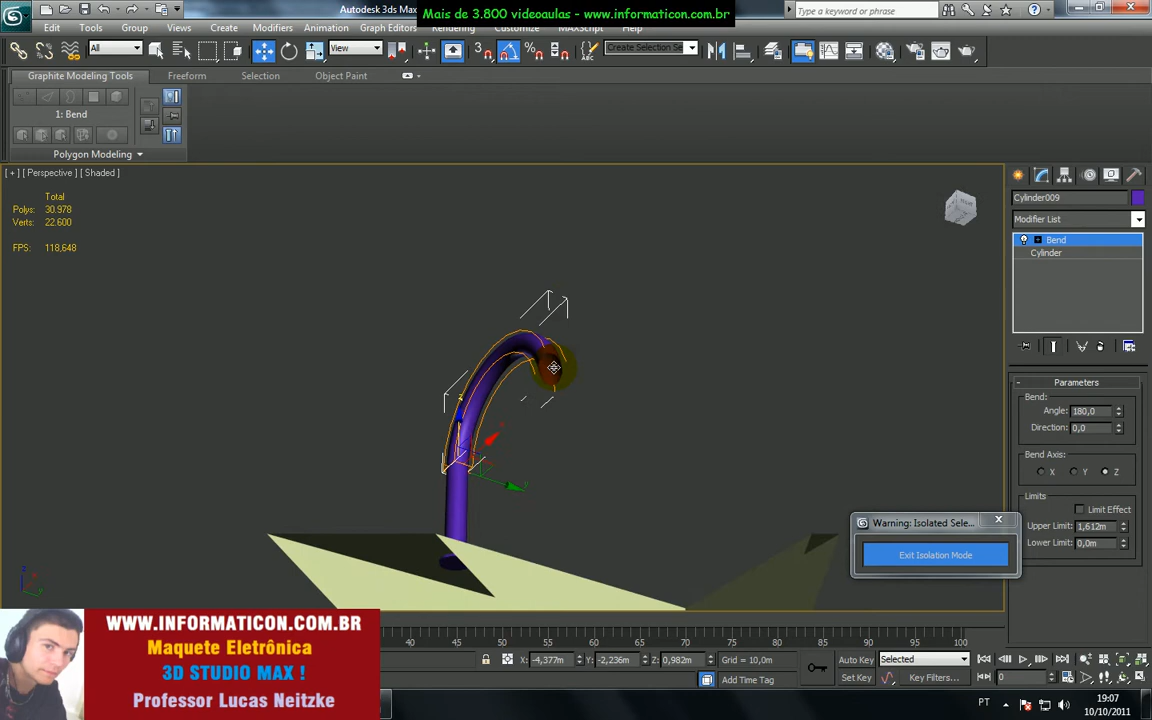 Autodesk 3ds Max
Mais de 3.800 videoaulas - www.informaticon.com.br
Type a keyword or phrase
Edit Tools Group Views Create Modifiers Animation Graph Editors Rendering Customize MAXScript Help
All
View
Create Selection Se
Graphite Modeling Tools Freeform Selection Object Paint
1: Bend
Polygon Modeling
[ + ] [ Perspective ] [ Shaded ]
Total
Polys: 30.978
Verts: 22.600
FPS: 118,648
Cylinder009
Modifier List
Bend
Cylinder
Parameters
Bend:
Angle: 180,0
Direction: 0,0
Bend Axis:
X Y Z
Limits
Limit Effect
Upper Limit: 1,612m
Lower Limit: 0,0m
Warning: Isolated Sele...
Exit Isolation Mode
WWW.INFORMATICON.COM.BR
Maquete Eletrônica
3D STUDIO MAX !
Professor Lucas Neitzke
40 45 50 55 60 65 70 75 80 85 90 95 100
X: -4,377m Y: -2,236m Z: 0,982m Grid = 10,0m
Add Time Tag
Auto Key Selected
Set Key Key Filters...
0
PT
19:07
10/10/2011